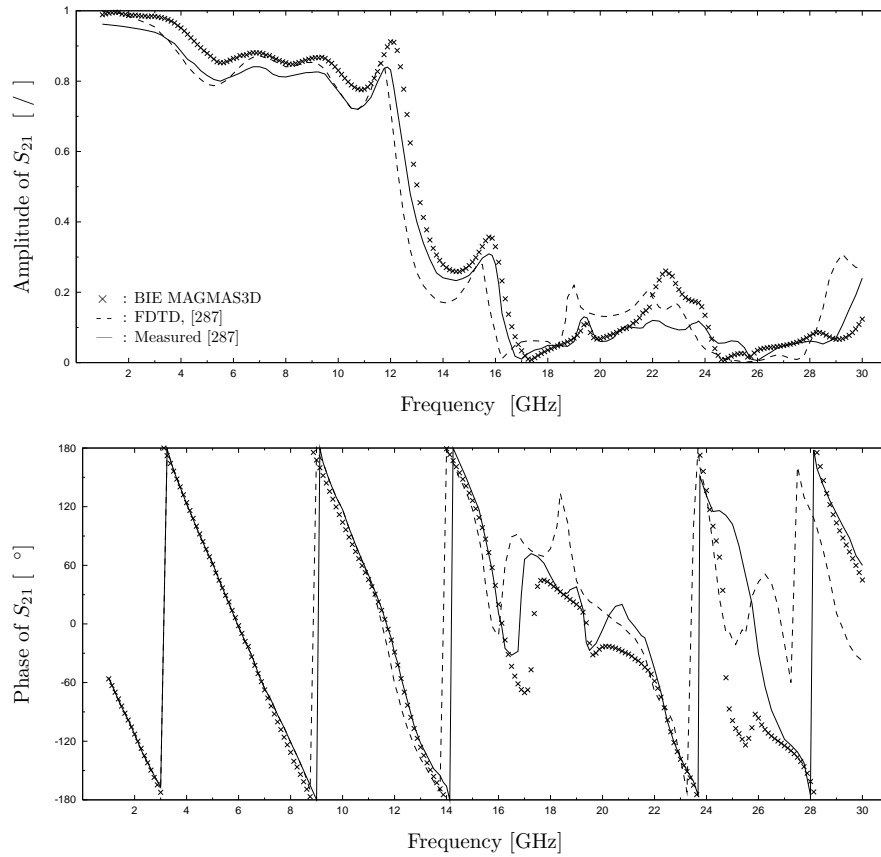 1
0.8
0.6
0.4
0.2
0
2 4 6 8 10 12 14 16 18 20 22 24 26 28 30
Amplitude of S21 [ / ]
× : BIE MAGMAS3D
- - : FDTD, [287]
— : Measured [287]
Frequency [GHz]
180
120
60
0
-60
-120
-180
2 4 6 8 10 12 14 16 18 20 22 24 26 28 30
Phase of S21 [ °]
Frequency [GHz]